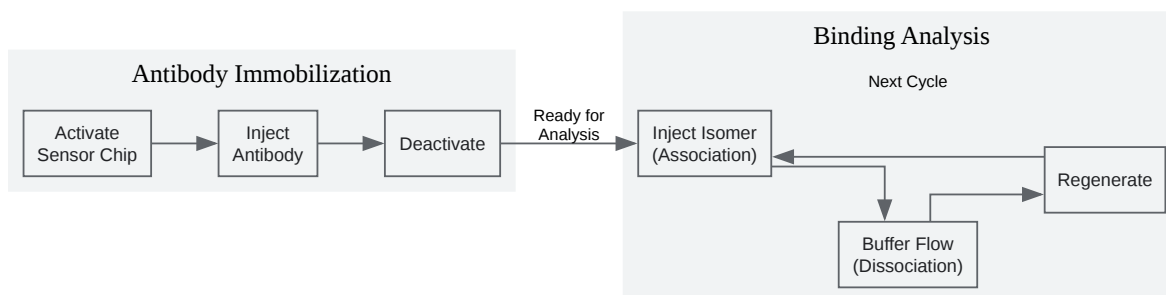 Antibody Immobilization
Activate
Sensor Chip
Inject
Antibody
Deactivate
Ready for
Analysis
Binding Analysis
Next Cycle
Inject Isomer
(Association)
Regenerate
Buffer Flow
(Dissociation)